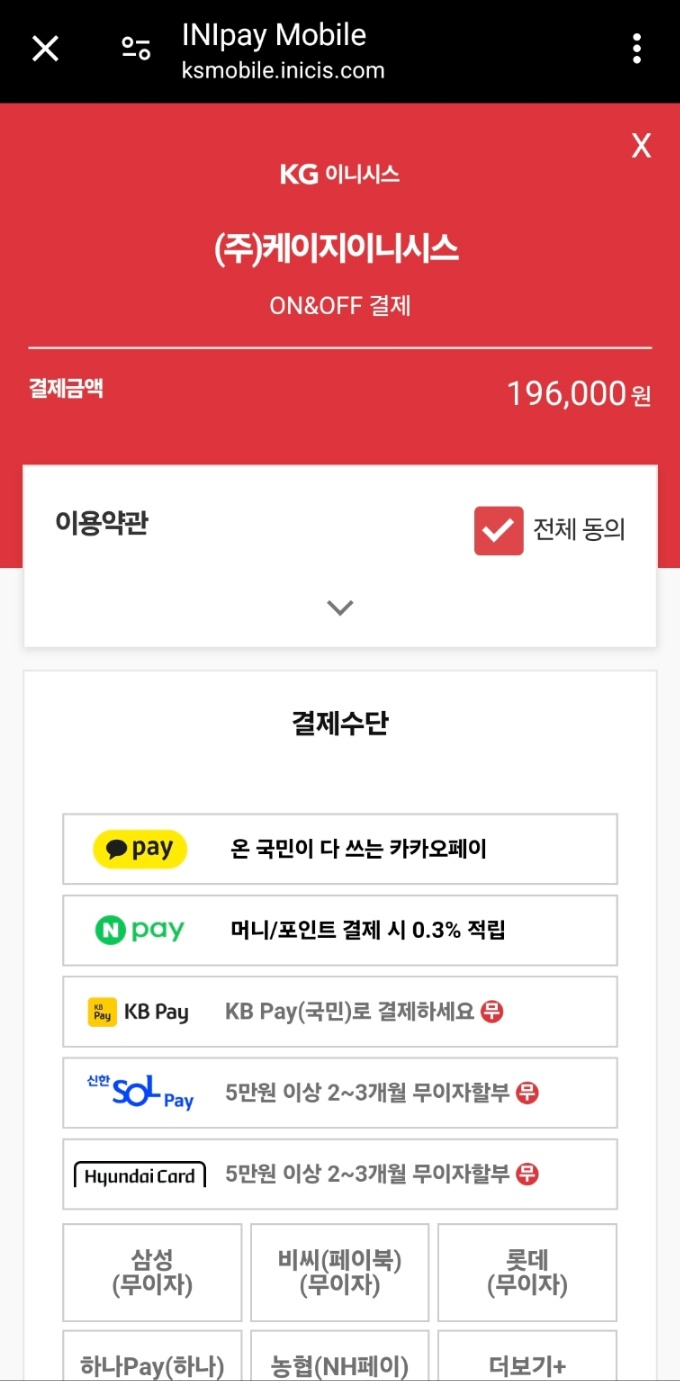 INIpay Mobile
ksmobile.inicis.com
X
KG 이니시스
(주)케이지이니시스
ON&OFF 결제
결제금액 196,000원
이용약관 전체 동의
결제수단
pay 온 국민이 다 쓰는 카카오페이
N pay 머니/포인트 결제 시 0.3% 적립
KB Pay KB Pay KB Pay(국민)로 결제하세요 무
신한 SOL Pay 5만원 이상 2~3개월 무이자할부 무
Hyundai Card 5만원 이상 2~3개월 무이자할부 무
삼성 비씨(페이북) 롯데
(무이자) (무이자) (무이자)
하나Pay(하나) 농협(NH페이) 더보기+